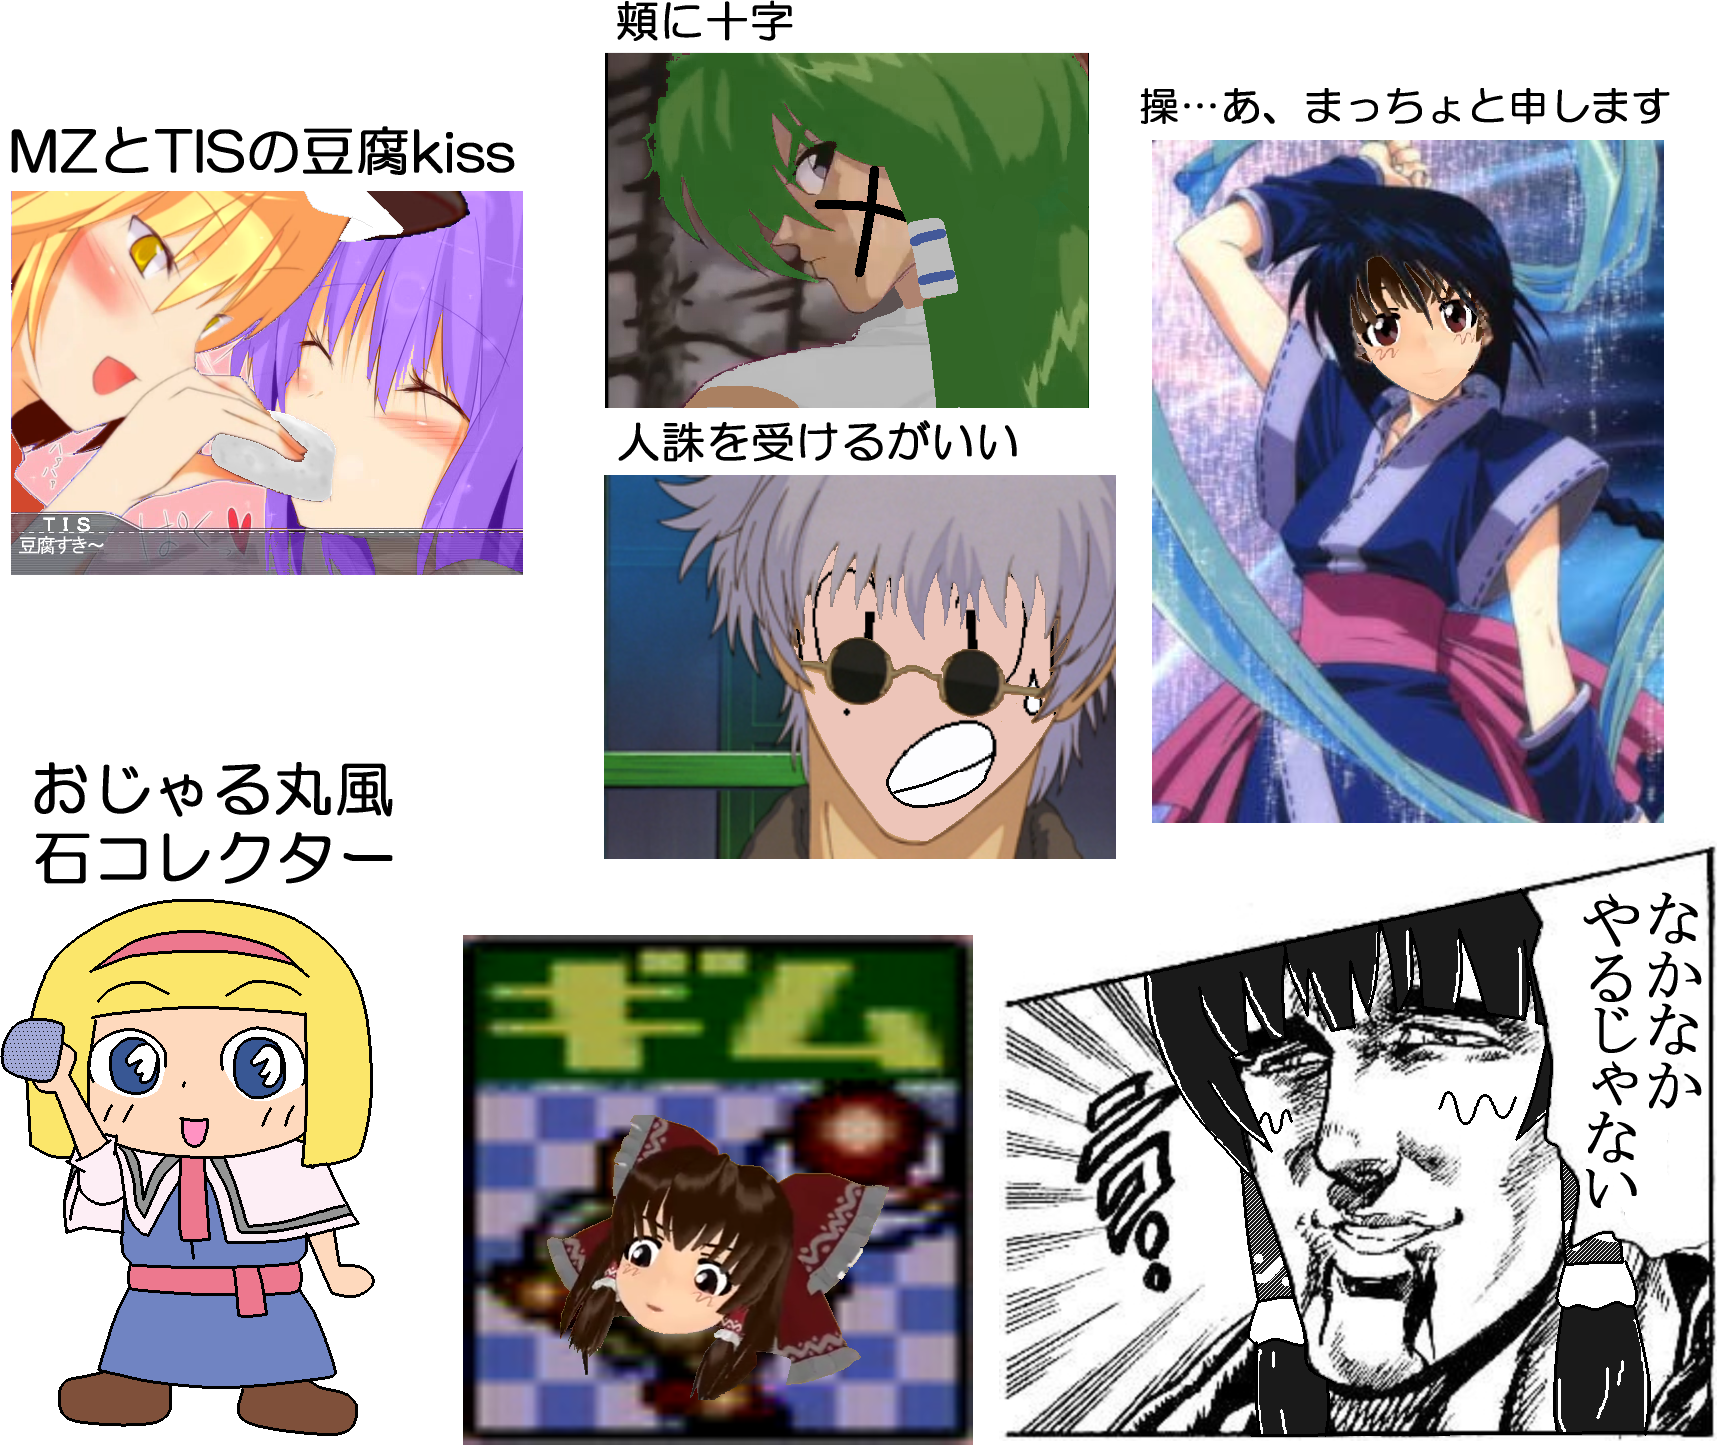 頬に十字
操…あ、まっちょと申します
MZとTISの豆腐kiss
ぱく
TIS
豆腐すき～
人誅を受けるがいい
おじゃる丸風
石コレクター
ギム
なかなか
やるじゃない